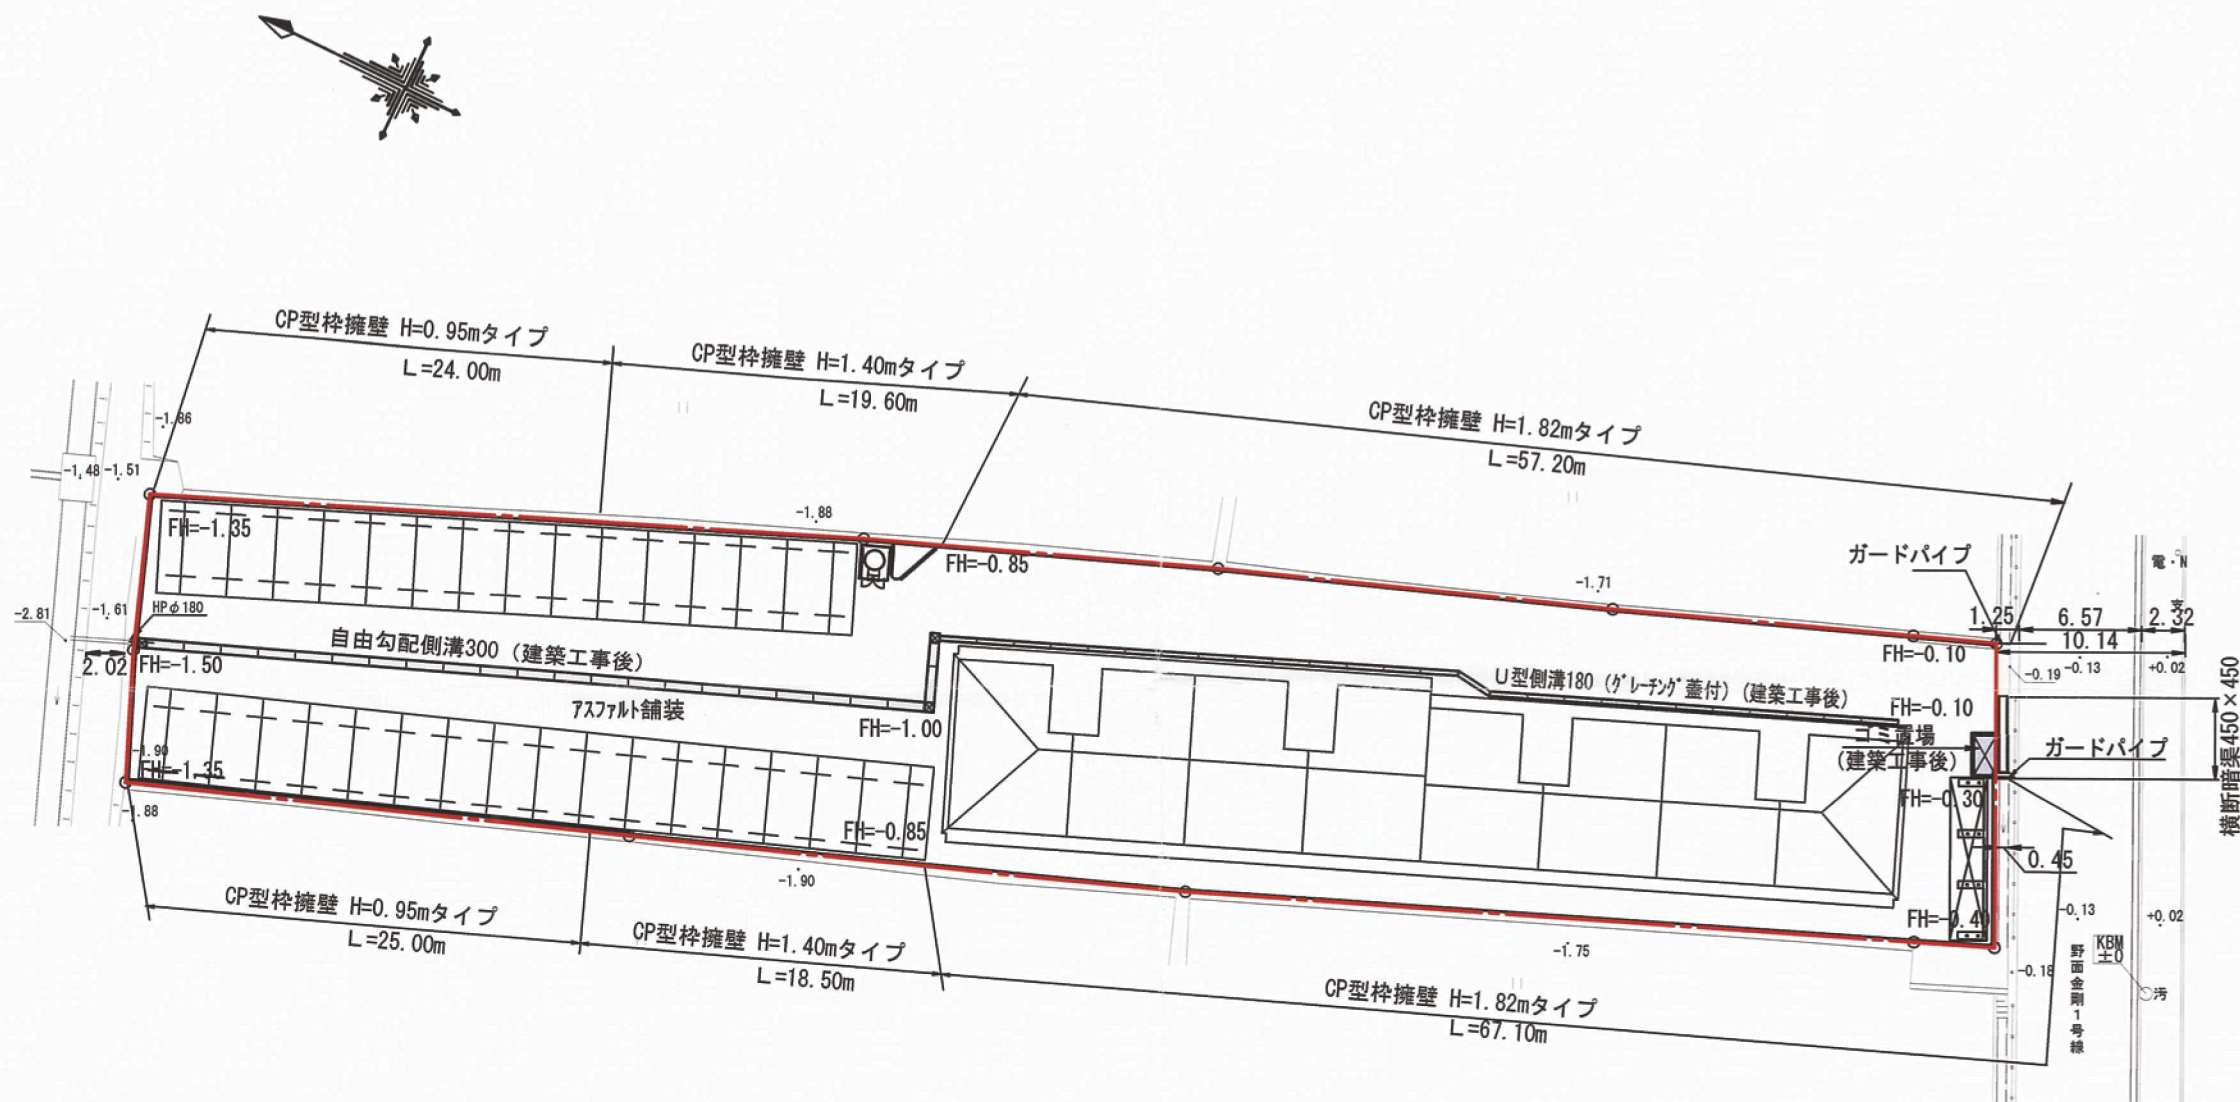 CP型枠擁壁 H=0.95mタイプ
L=24.00m
CP型枠擁壁 H=1.40mタイプ
L=19.60m
CP型枠擁壁 H=1.82mタイプ
L=57.20m
-1.86
-1.48
-1.51
-1.88
FH=-1.35
FH=-0.85
-1.71
ガードパイプ
電・N
支
1.25
6.57
2.32
10.14
-2.81
-1.61
HPφ180
自由勾配側溝300（建築工事後）
2.02
FH=-1.50
アスファルト舗装
FH=-1.00
U型側溝180（グレーチング蓋付）（建築工事後）
FH=-0.10
-0.19
-0.13
+0.02
FH=-0.10
置場
（建築工事後）
ガードパイプ
横断暗渠450×450
-1.90
FH=-1.35
-1.88
FH=-0.85
FH=-0.30
0.45
-1.90
FH=-0.40
-0.13
+0.02
CP型枠擁壁 H=0.95mタイプ
L=25.00m
CP型枠擁壁 H=1.40mタイプ
L=18.50m
-1.75
CP型枠擁壁 H=1.82mタイプ
L=67.10m
-0.18
野面金剛1号線
KBM
±0
汚